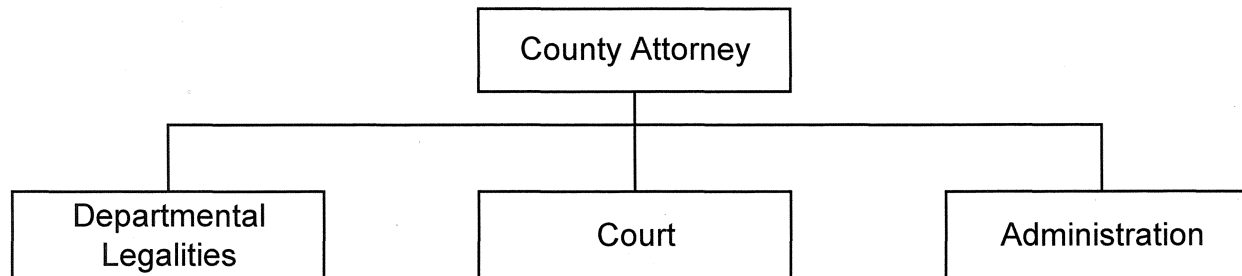 County Attorney
Departmental
Legalities
Court
Administration